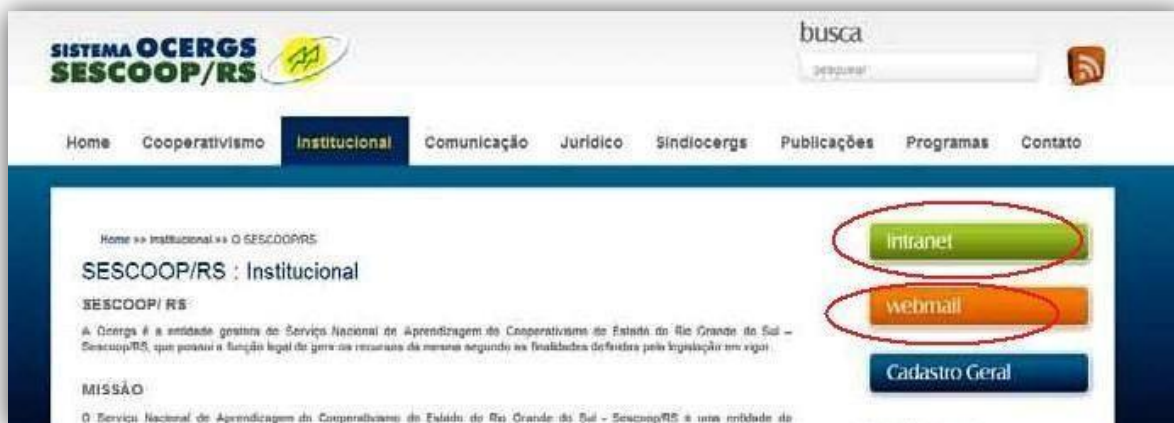 SISTEMA OCERGS
SESCOOP/RS
busca
pesquisar
Home Cooperativismo Institucional Comunicação Jurídico Sindiocergs Publicações Programas Contato
Home »» Institucional »» O SESCOOP/RS
SESCOOP/RS : Institucional
SESCOOP/ RS
A Ocergs é a entidade gestora do Serviço Nacional de Aprendizagem do Cooperativismo do Estado do Rio Grande do Sul –
Sescoop/RS, que possui a função legal de gerir os recursos da mesma segundo as finalidades definidas pela legislação em vigor.
MISSÃO
O Serviço Nacional de Aprendizagem do Cooperativismo do Estado do Rio Grande do Sul - Sescoop/RS é uma entidade de
intranet
webmail
Cadastro Geral